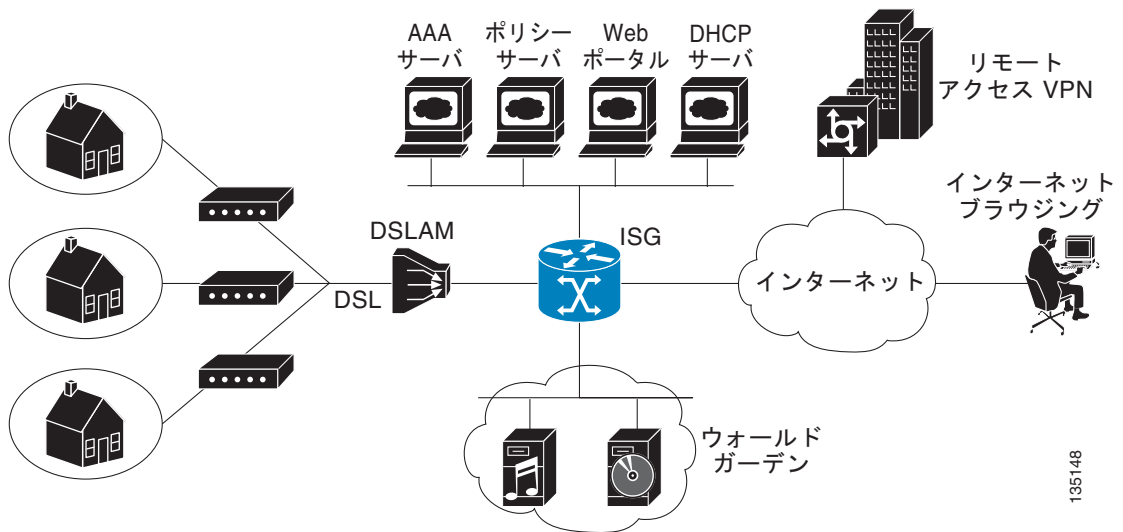 AAA
サーバ
ポリシー
サーバ
Web
ポータル
DHCP
サーバ
リモート
アクセス VPN
インターネット
ブラウジング
DSLAM
ISG
DSL
インターネット
ウォールド
ガーデン
135148